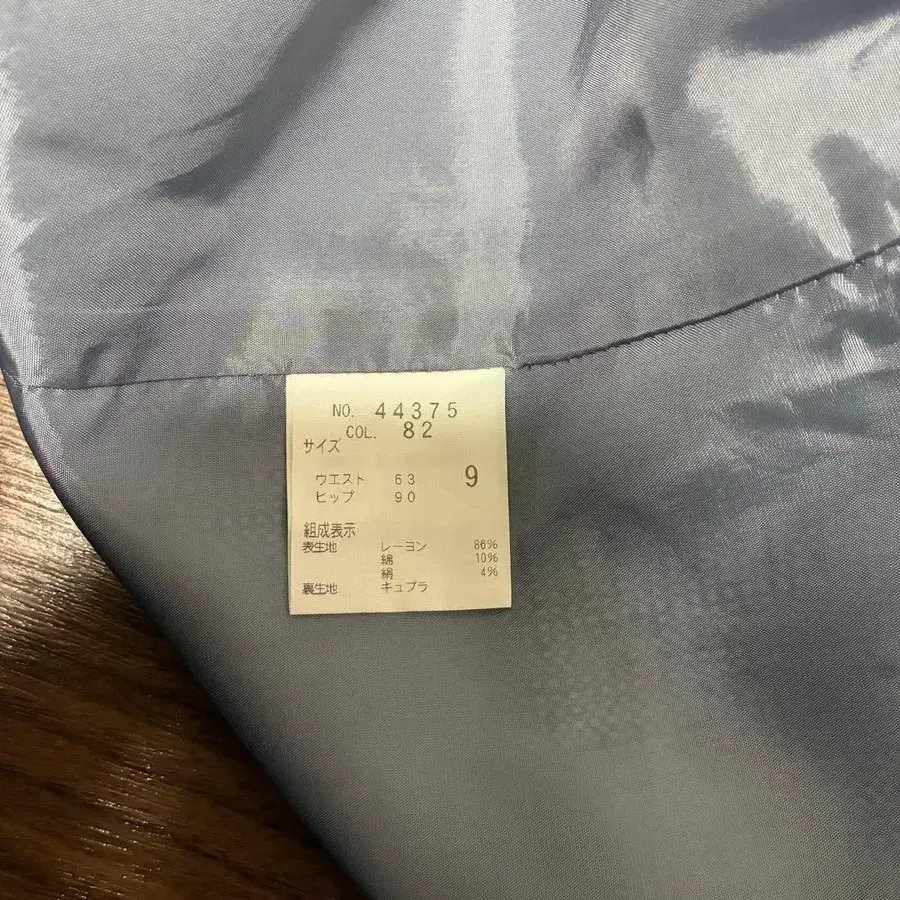 NO. 44375
COL. 82
サイズ
ウエスト 63 9
ヒップ 90
組成表示
表生地 レーヨン 86%
綿 10%
絹 4%
裏生地 キュプラ